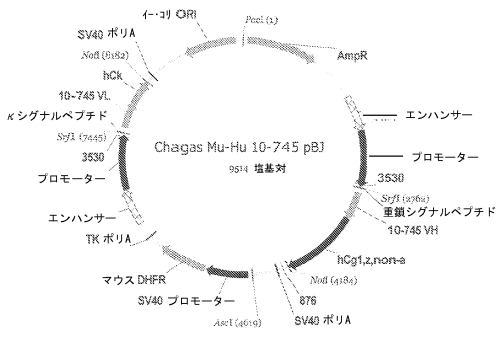 PacI (1)
AmpR
エンハンサー
プロモーター
3530
SrfI (2762)
重鎖シグナルペプチド
10-745 VH
hCg1,z,non-a
NotI (4184)
876
SV40 ポリA
AscI (4619)
SV40 プロモーター
マウス DHFR
TK ポリA
エンハンサー
プロモーター
3530
SrfI (7445)
κ シグナルペプチド
10-745 VL
hCk
NotI (8182)
SV40 ポリA
イー・コリ ORI
Chagas Mu-Hu 10-745 pBJ
9514 塩基対